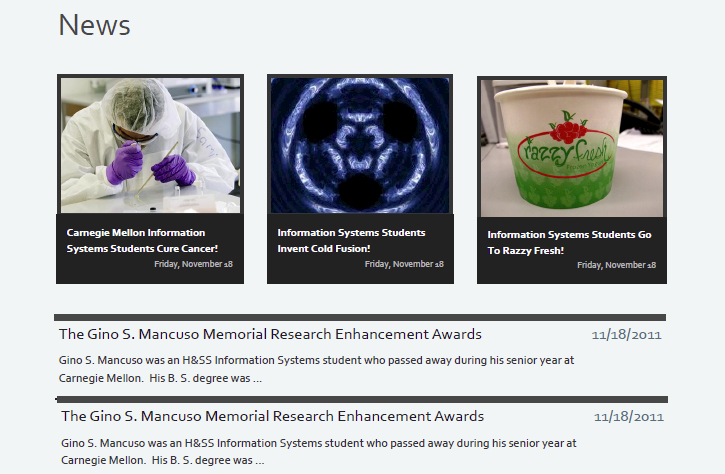 News
razzy fresh
Carnegie Mellon Information
Systems Students Cure Cancer!
Friday, November 18
Information Systems Students
Invent Cold Fusion!
Friday, November 18
Information Systems Students Go
To Razzy Fresh!
Friday, November 18
The Gino S. Mancuso Memorial Research Enhancement Awards 11/18/2011
Gino S. Mancuso was an H&SS Information Systems student who passed away during his senior year at
Carnegie Mellon. His B. S. degree was ...
The Gino S. Mancuso Memorial Research Enhancement Awards 11/18/2011
Gino S. Mancuso was an H&SS Information Systems student who passed away during his senior year at
Carnegie Mellon. His B. S. degree was ...